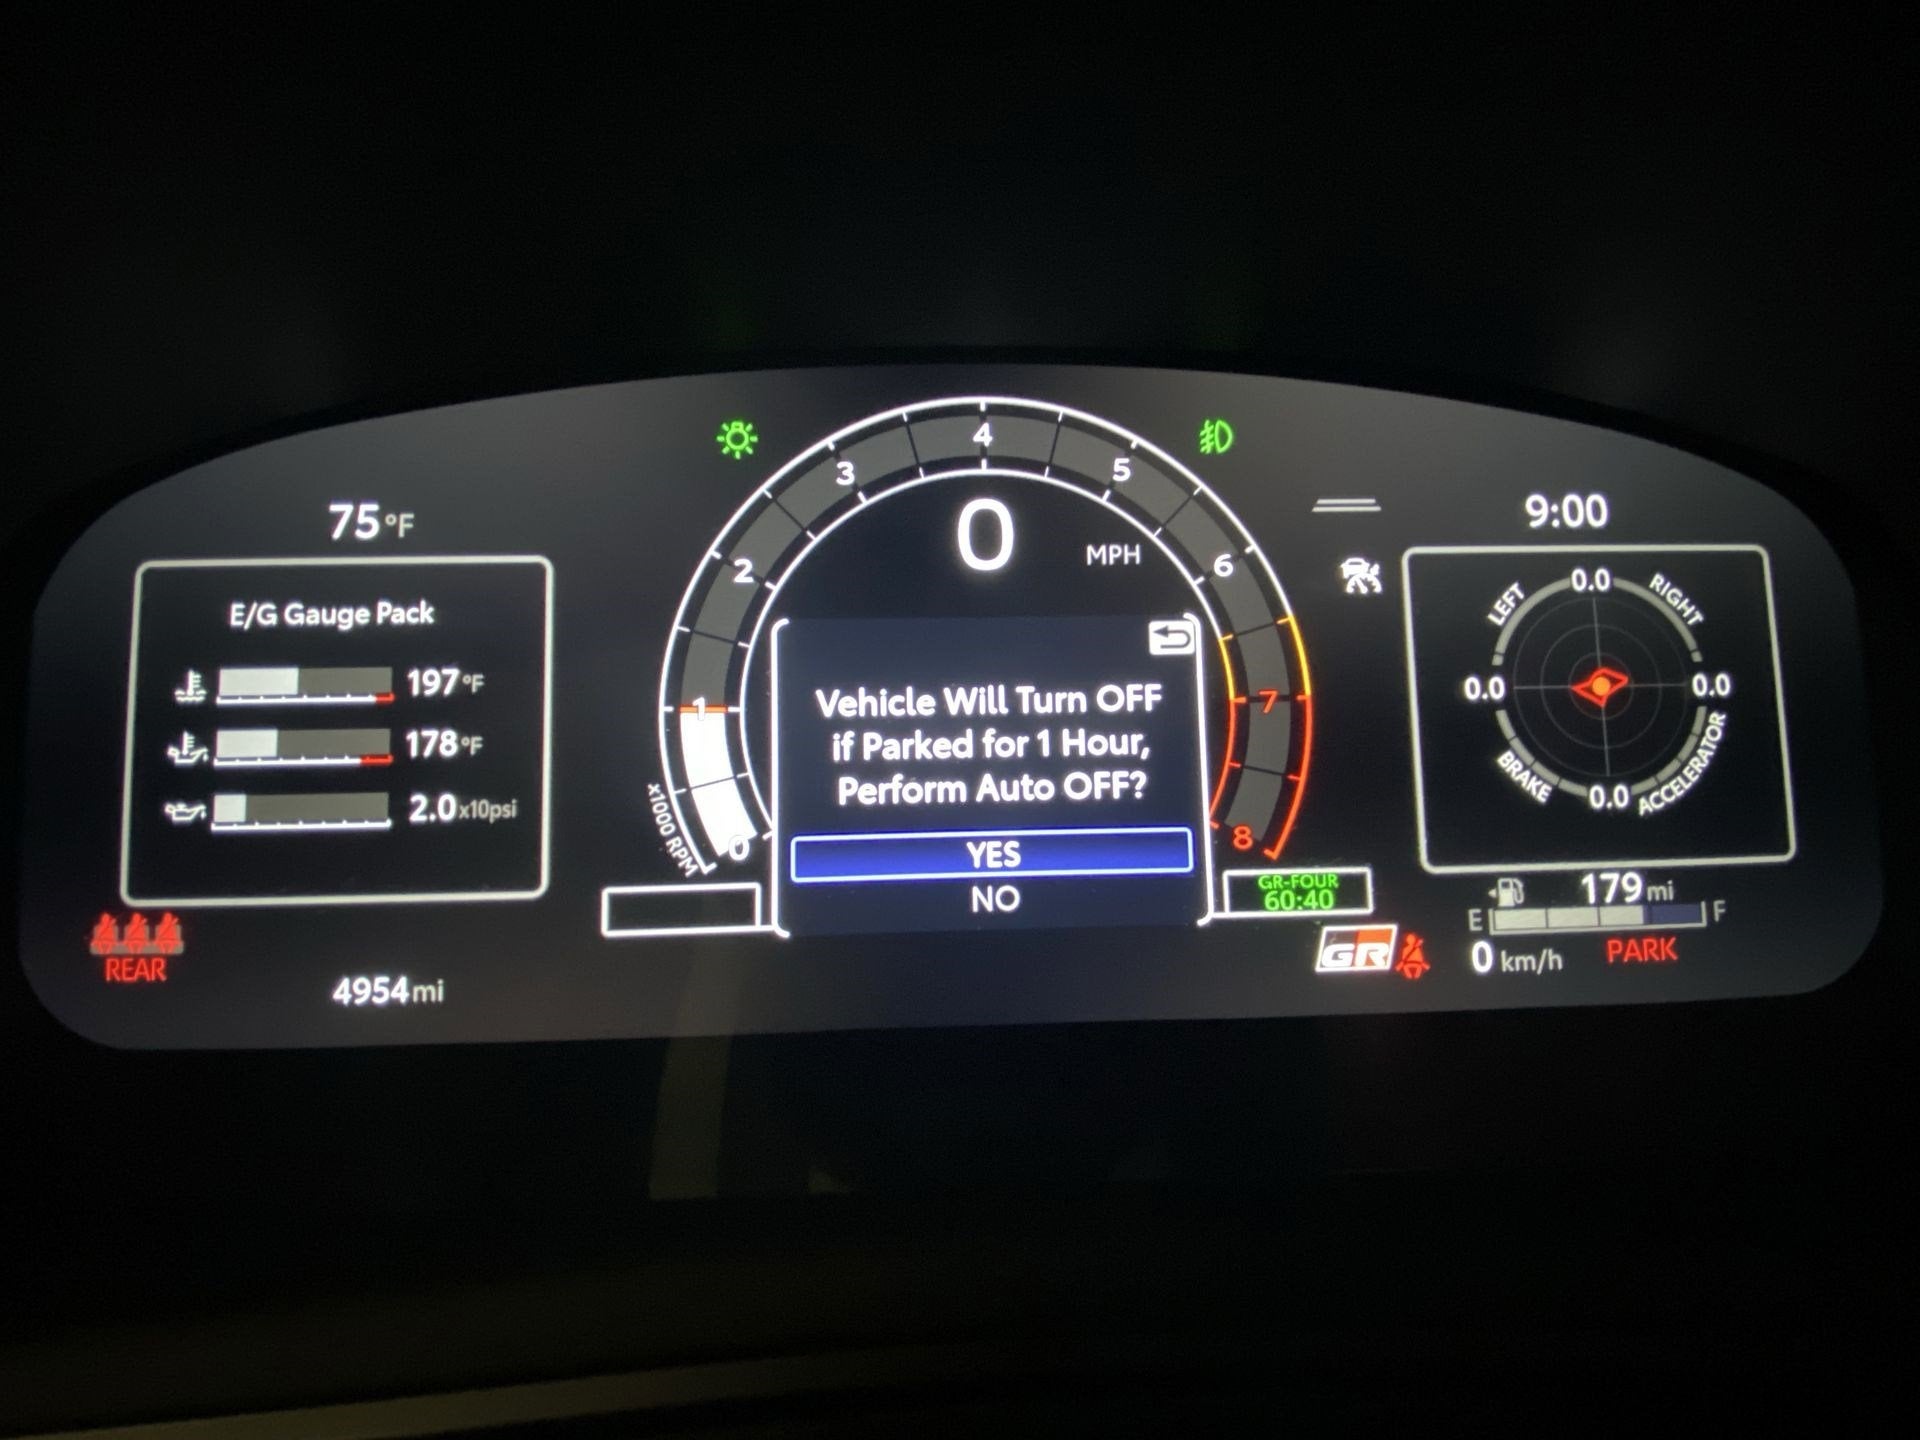 75°F
E/G Gauge Pack
197°F
178°F
2.0x10psi
REAR
4954mi
0
1
2
3
4
5
6
7
8
x1000 RPM
0
MPH
Vehicle Will Turn OFF
if Parked for 1 Hour,
Perform Auto OFF?
YES
NO
GR-FOUR
60:40
GR
9:00
0.0
LEFT
RIGHT
0.0
0.0
BRAKE
ACCELERATOR
0.0
179mi
E
F
0 km/h
PARK